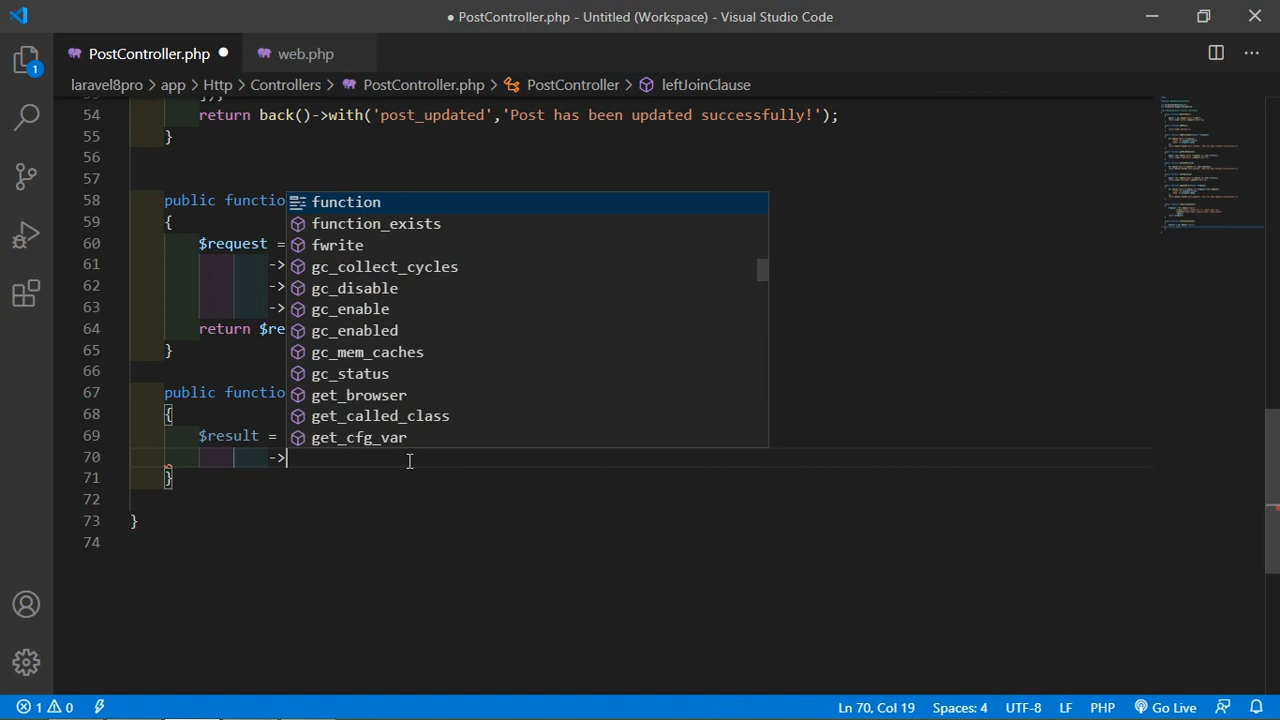 ● PostController.php - Untitled (Workspace) - Visual Studio Code
PostController.php
web.php
laravel8pro > app > Http > Controllers > PostController.php > PostController > leftJoinClause
54 return back()->with('post_updated','Post has been updated successfully!');
55 }
56
57
58 public functio
59 {
60 $request =
61 ->
62 ->
63 ->
64 return $re
65 }
66
67 public functio
68 {
69 $result =
70 ->
71 }
72
73 }
74
function
function_exists
fwrite
gc_collect_cycles
gc_disable
gc_enable
gc_enabled
gc_mem_caches
gc_status
get_browser
get_called_class
get_cfg_var
1
1 0 Ln 70, Col 19 Spaces: 4 UTF-8 LF PHP Go Live